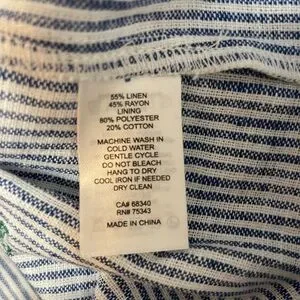 55% LINEN
45% RAYON
LINING
80% POLYESTER
20% COTTON
MACHINE WASH IN
COLD WATER
GENTLE CYCLE
DO NOT BLEACH
HANG TO DRY
COOL IRON IF NEEDED
DRY CLEAN
CA# 68340
RN# 75343
MADE IN CHINA